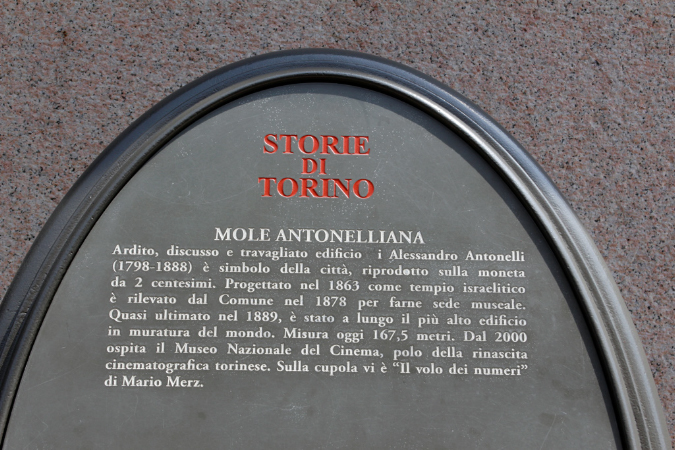 STORIE
DI
TORINO
MOLE ANTONELLIANA
Ardito, discusso e travagliato edificio i Alessandro Antonelli
(1798-1888) è simbolo della città, riprodotto sulla moneta
da 2 centesimi. Progettato nel 1863 come tempio israelitico
è rilevato dal Comune nel 1878 per farne sede museale.
Quasi ultimato nel 1889, è stato a lungo il più alto edificio
in muratura del mondo. Misura oggi 167,5 metri. Dal 2000
ospita il Museo Nazionale del Cinema, polo della rinascita
cinematografica torinese. Sulla cupola vi è “Il volo dei numeri”
di Mario Merz.